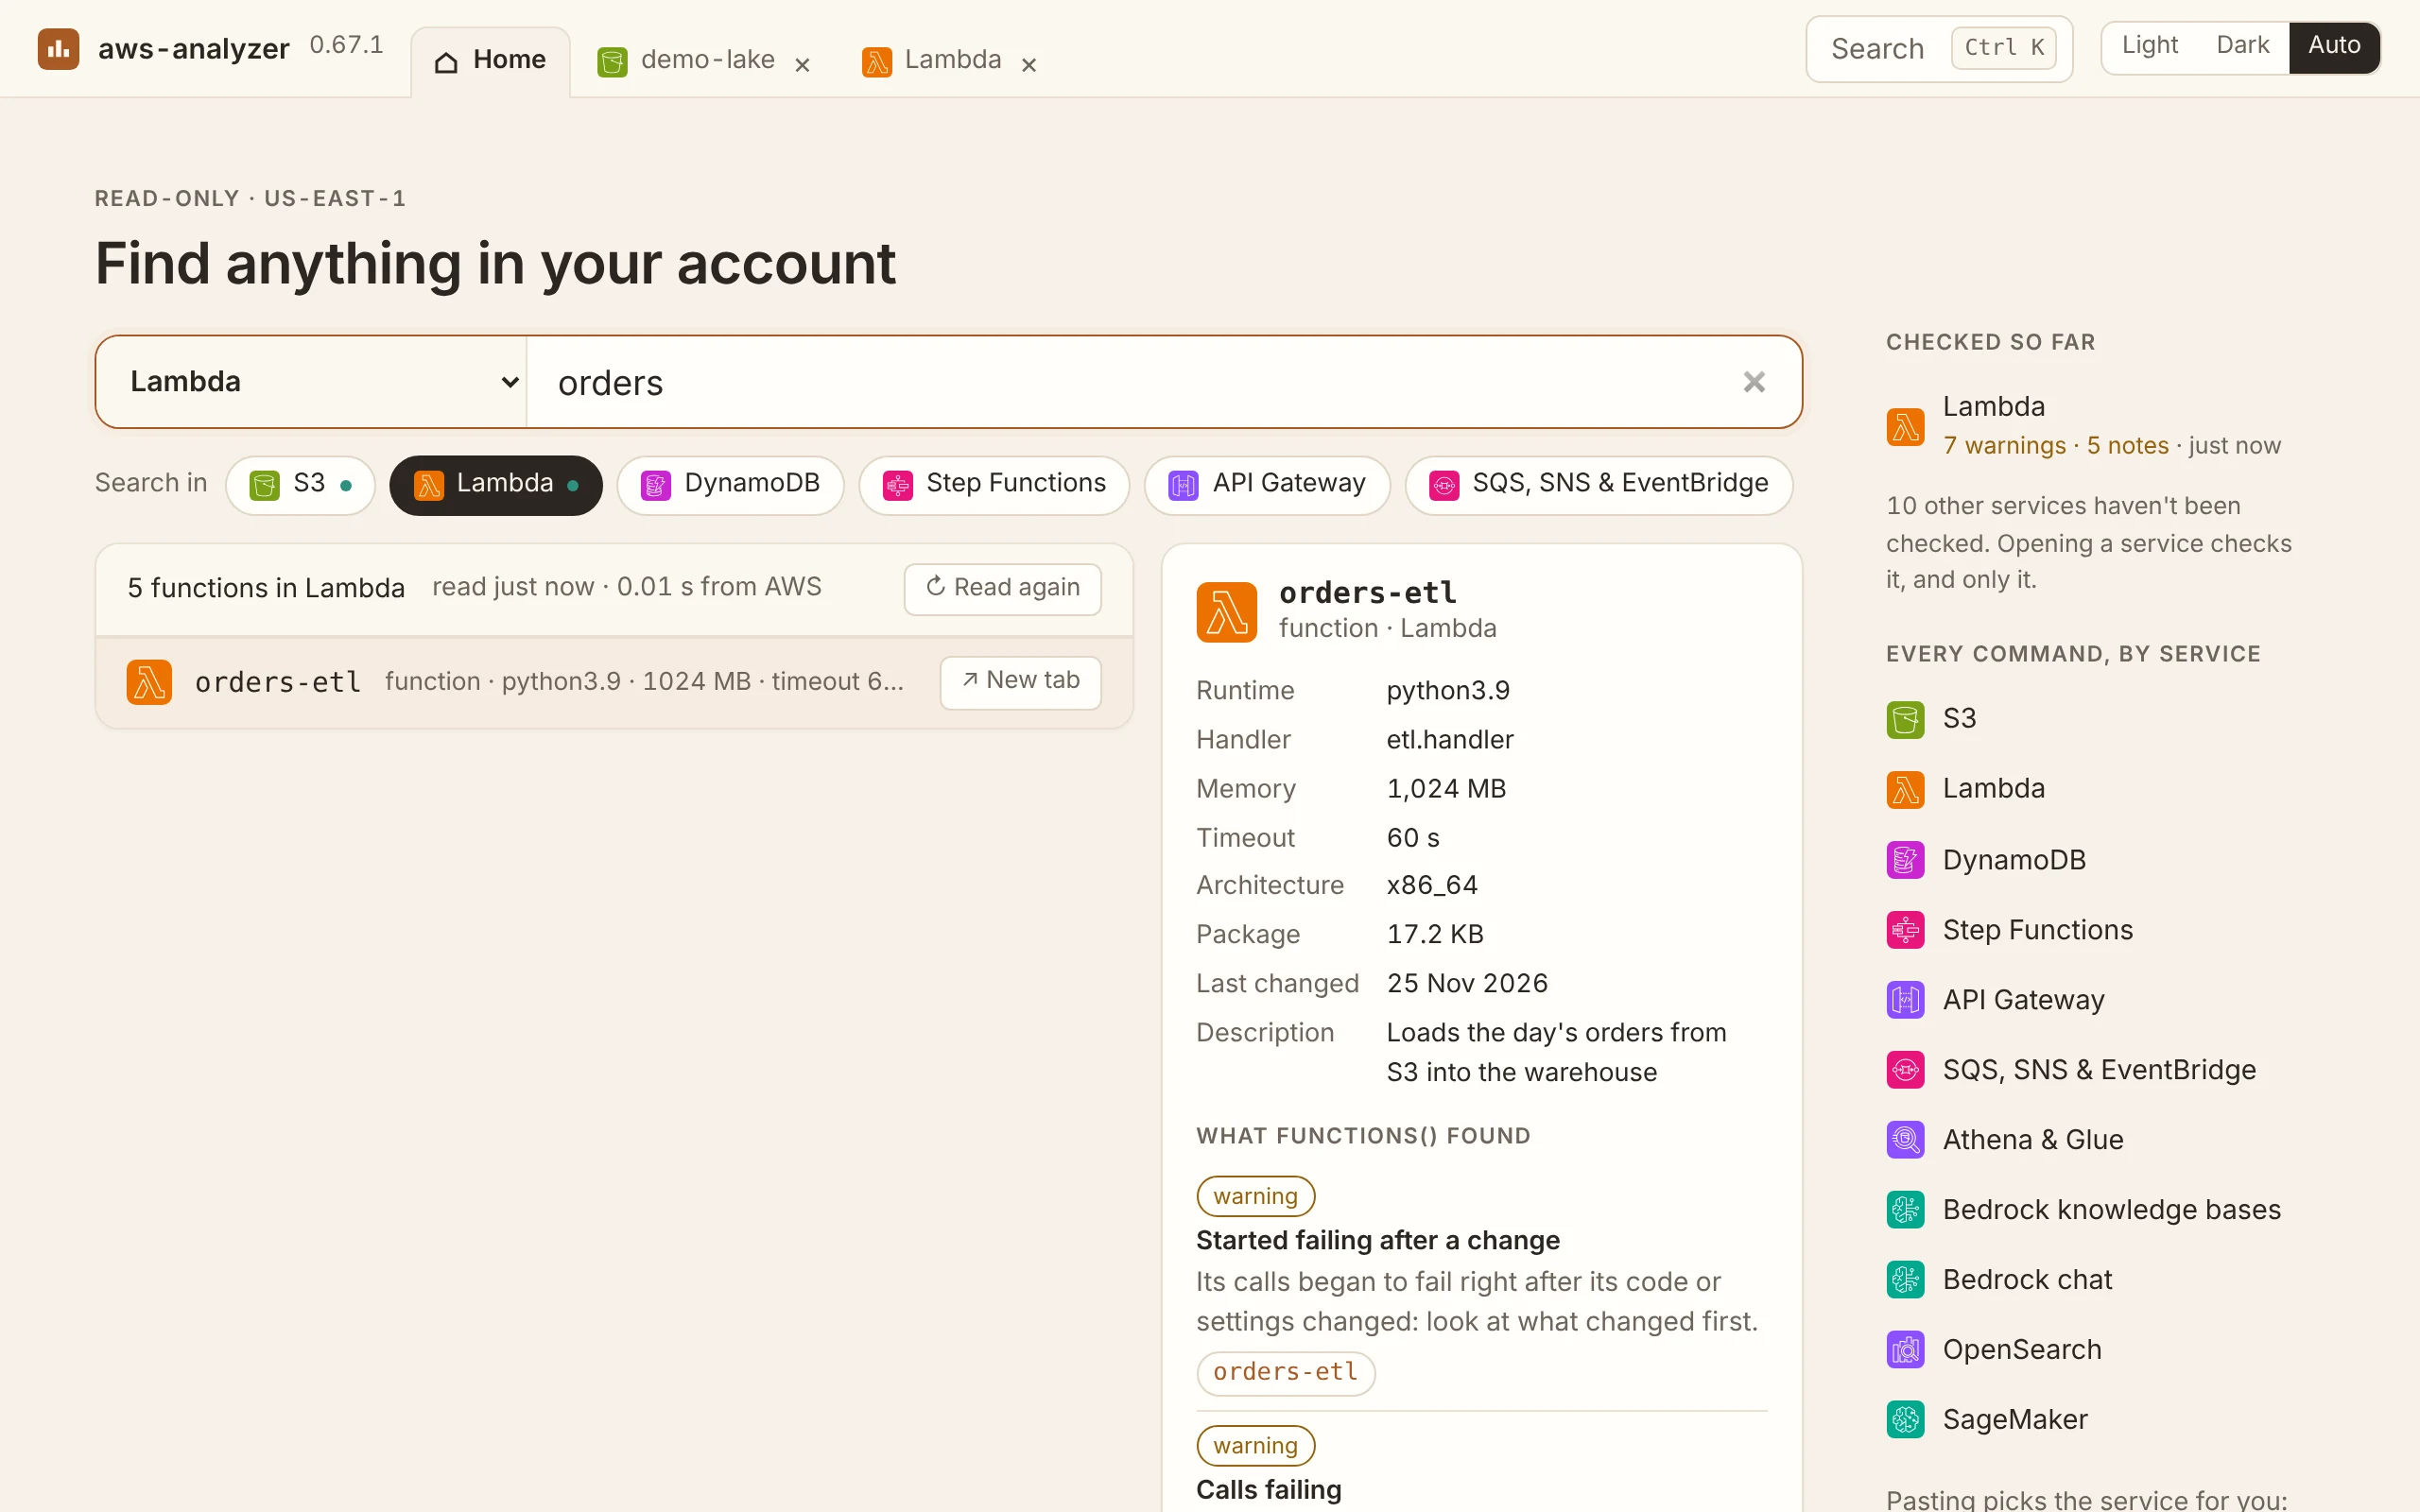 aws-analyzer 0.67.1
Home
demo-lake ×
Lambda ×
Search Ctrl K
Light Dark Auto
READ-ONLY · US-EAST-1
Find anything in your account
Lambda
orders
Search in S3 Lambda DynamoDB Step Functions API Gateway SQS, SNS & EventBridge
5 functions in Lambda read just now · 0.01 s from AWS Read again
orders-etl function · python3.9 · 1024 MB · timeout 6... New tab
orders-etl
function · Lambda
Runtime python3.9
Handler etl.handler
Memory 1,024 MB
Timeout 60 s
Architecture x86_64
Package 17.2 KB
Last changed 25 Nov 2026
Description Loads the day's orders from
S3 into the warehouse
WHAT FUNCTIONS() FOUND
warning
Started failing after a change
Its calls began to fail right after its code or
settings changed: look at what changed first.
orders-etl
warning
Calls failing
CHECKED SO FAR
Lambda
7 warnings · 5 notes · just now
10 other services haven't been
checked. Opening a service checks
it, and only it.
EVERY COMMAND, BY SERVICE
S3
Lambda
DynamoDB
Step Functions
API Gateway
SQS, SNS & EventBridge
Athena & Glue
Bedrock knowledge bases
Bedrock chat
OpenSearch
SageMaker
Pasting picks the service for you: